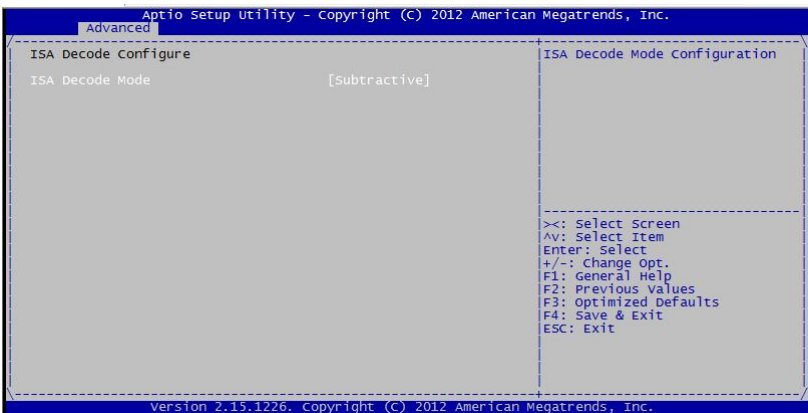 Aptio Setup Utility - Copyright (C) 2012 American Megatrends, Inc.
Advanced
ISA Decode Configure
ISA Decode Mode [Subtractive]
ISA Decode Mode Configuration
><: Select Screen
^v: Select Item
Enter: Select
+/-: Change Opt.
F1: General Help
F2: Previous Values
F3: Optimized Defaults
F4: Save & Exit
ESC: Exit
Version 2.15.1226. Copyright (C) 2012 American Megatrends, Inc.